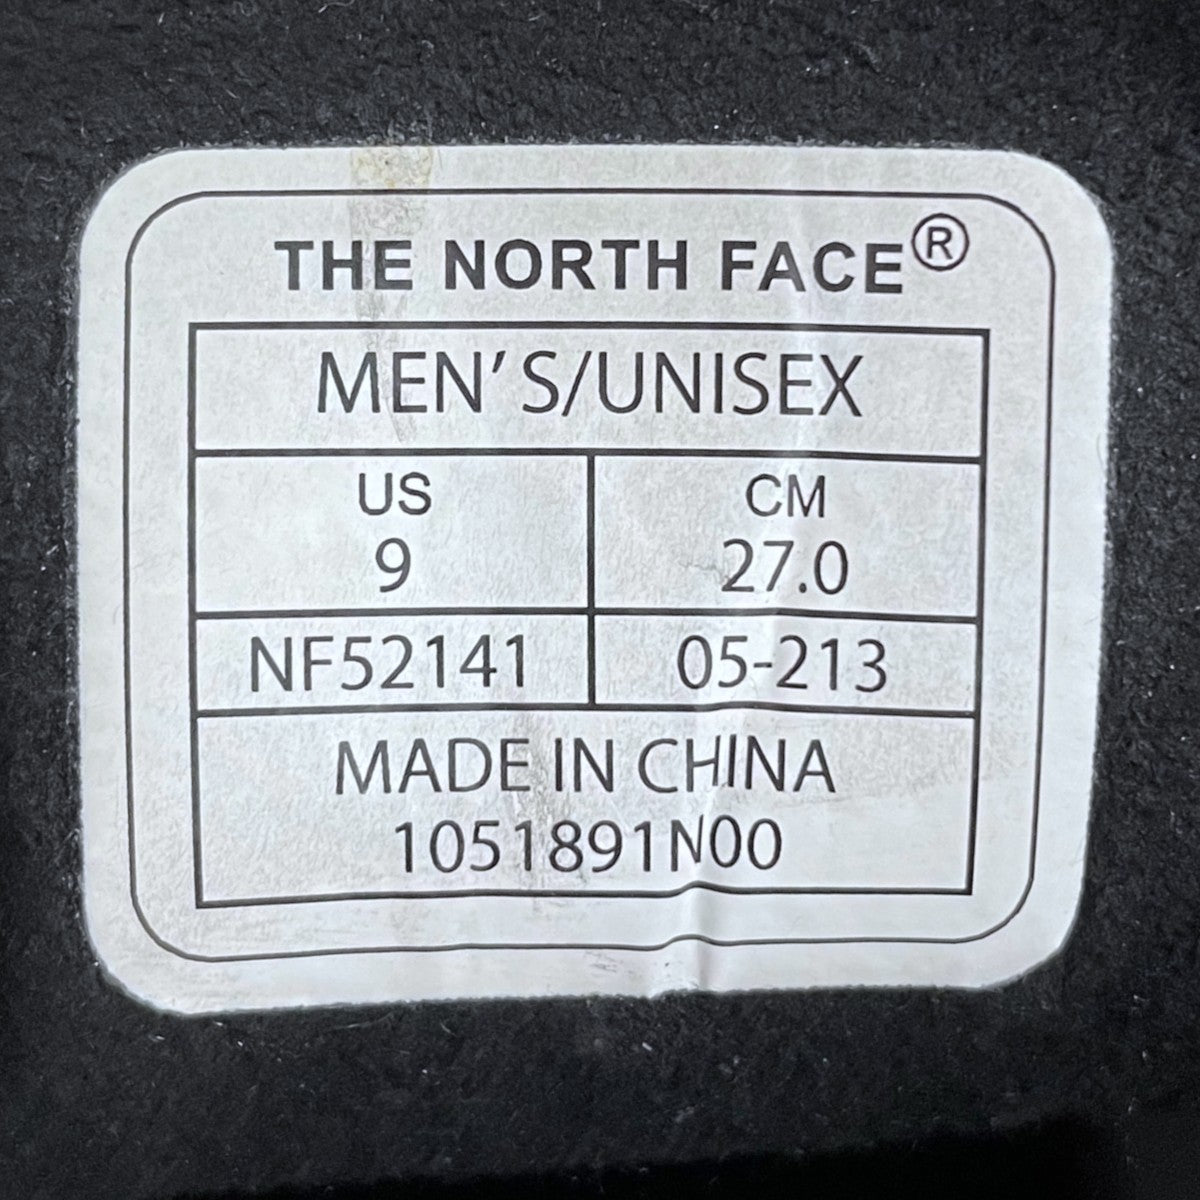 THE NORTH FACE®
MEN'S/UNISEX
US CM
9 27.0
NF52141 05-213
MADE IN CHINA
1051891N00